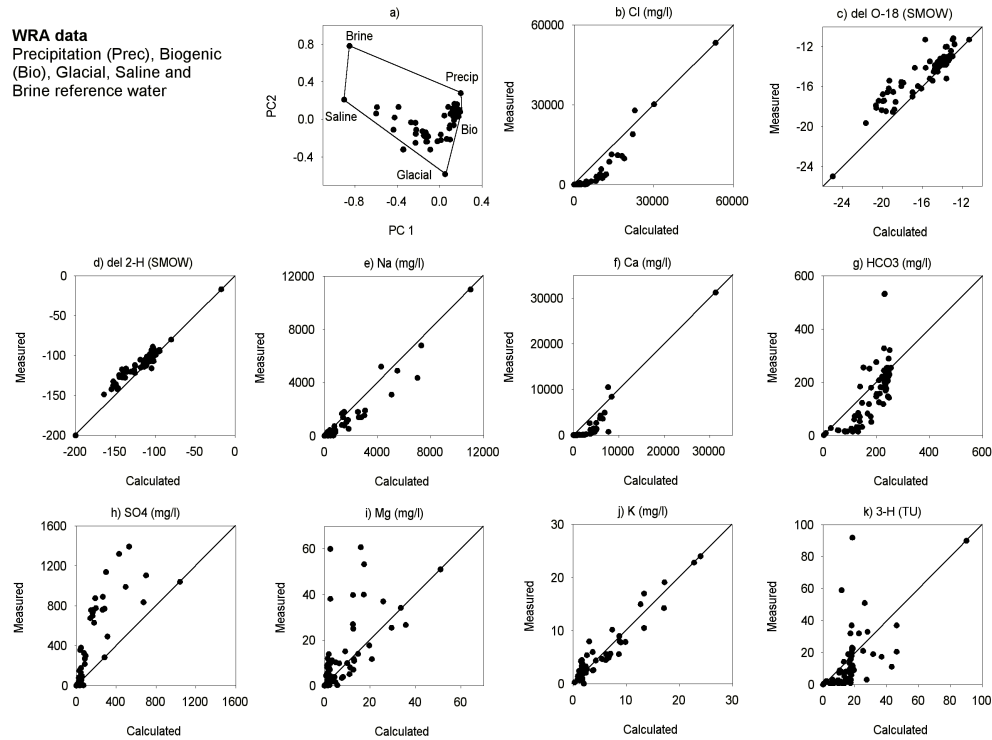 WRA data
Precipitation (Prec), Biogenic
(Bio), Glacial, Saline and
Brine reference water
a)
PC2
0.8
0.4
0.0
-0.4
Brine
Precip
Saline
Bio
Glacial
-0.8 -0.4 0.0 0.4
PC 1
b) Cl (mg/l)
Measured
60000
30000
0
0 30000 60000
Calculated
c) del O-18 (SMOW)
Measured
-12
-16
-20
-24
-24 -20 -16 -12
Calculated
d) del 2-H (SMOW)
Measured
0
-50
-100
-150
-200
-200 -150 -100 -50 0
Calculated
e) Na (mg/l)
Measured
12000
8000
4000
0
0 4000 8000 12000
Calculated
f) Ca (mg/l)
Measured
30000
20000
10000
0
0 10000 20000 30000
Calculated
g) HCO3 (mg/l)
Measured
600
400
200
0
0 200 400 600
Calculated
h) SO4 (mg/l)
Measured
1600
1200
800
400
0
0 400 800 1200 1600
Calculated
i) Mg (mg/l)
Measured
60
40
20
0
0 20 40 60
Calculated
j) K (mg/l)
Measured
30
20
10
0
0 10 20 30
Calculated
k) 3-H (TU)
Measured
100
80
60
40
20
0
0 20 40 60 80 100
Calculated